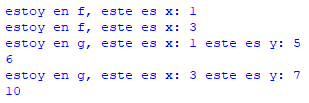 estoy en f, este es x: 1
estoy en f, este es x: 3
estoy en g, este es x: 1 este es y: 5
6
estoy en g, este es x: 3 este es y: 7
10